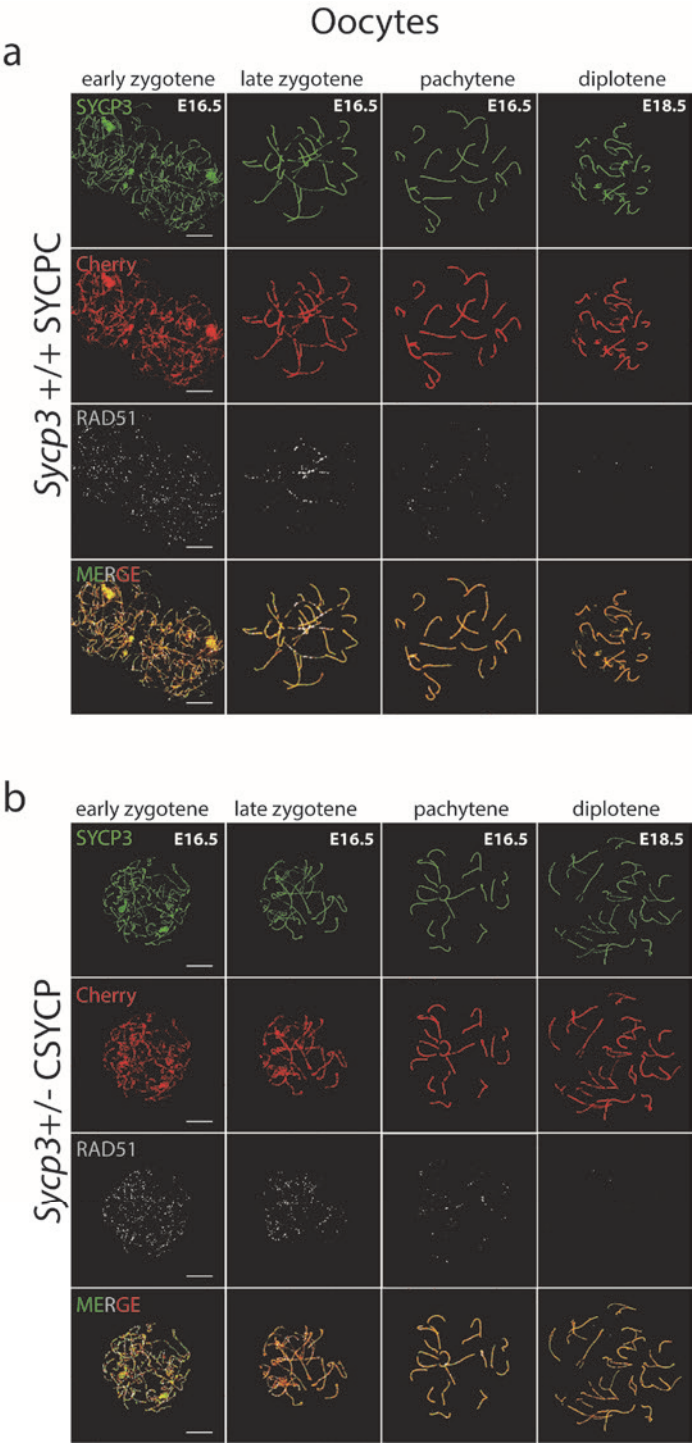 Oocytes
a
early zygotene late zygotene pachytene diplotene
SYCP3 E16.5 E16.5 E16.5 E18.5
Cherry
RAD51
MERGE
Sycp3 +/+ SYCPC
b
early zygotene late zygotene pachytene diplotene
SYCP3 E16.5 E16.5 E16.5 E18.5
Cherry
RAD51
MERGE
Sycp3+/- CSYCP